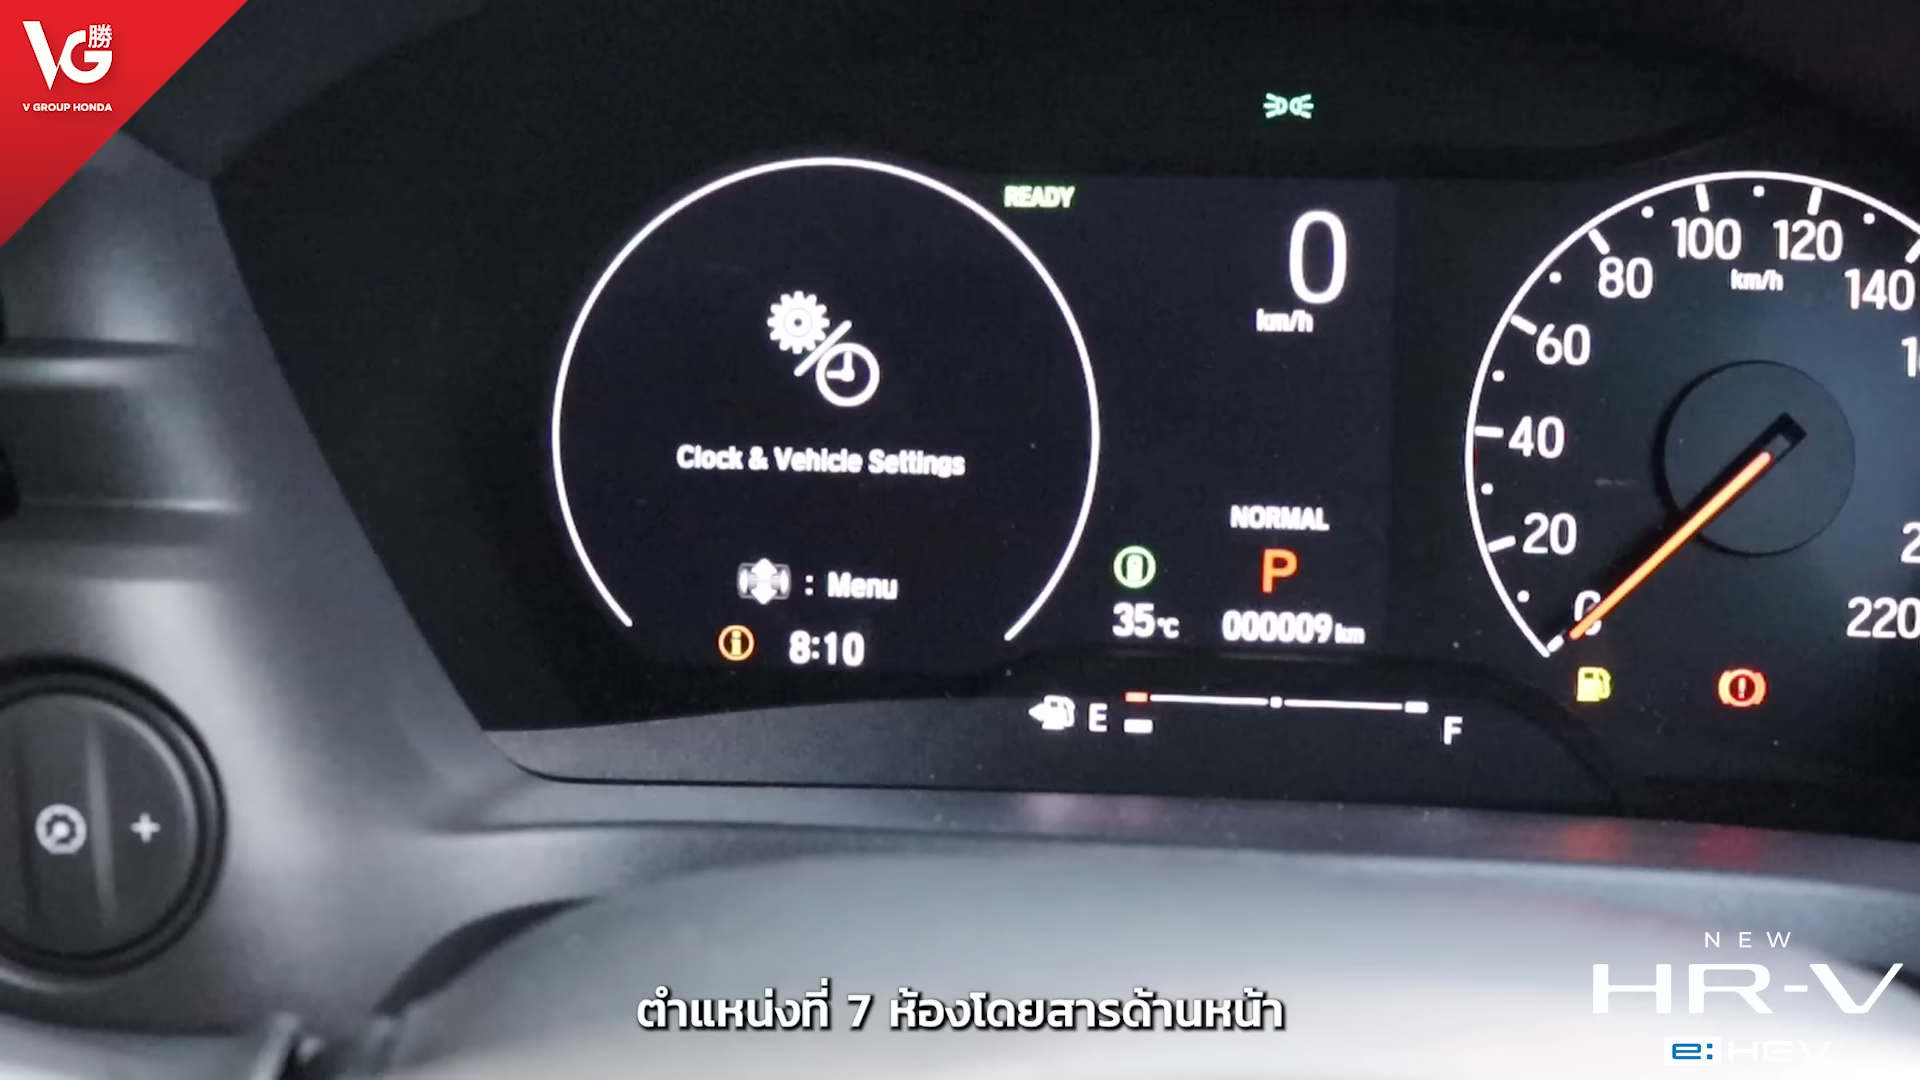 VG勝
V GROUP HONDA
READY
0
km/h
Clock & Vehicle Settings
: Menu
8:10
NORMAL
P
35℃
000009 km
E
F
0
20
40
60
80
100
120
140
220
km/h
ตำแหน่งที่ 7 ห้องโดยสารด้านหน้า
NEW
HR-V
e:HEV